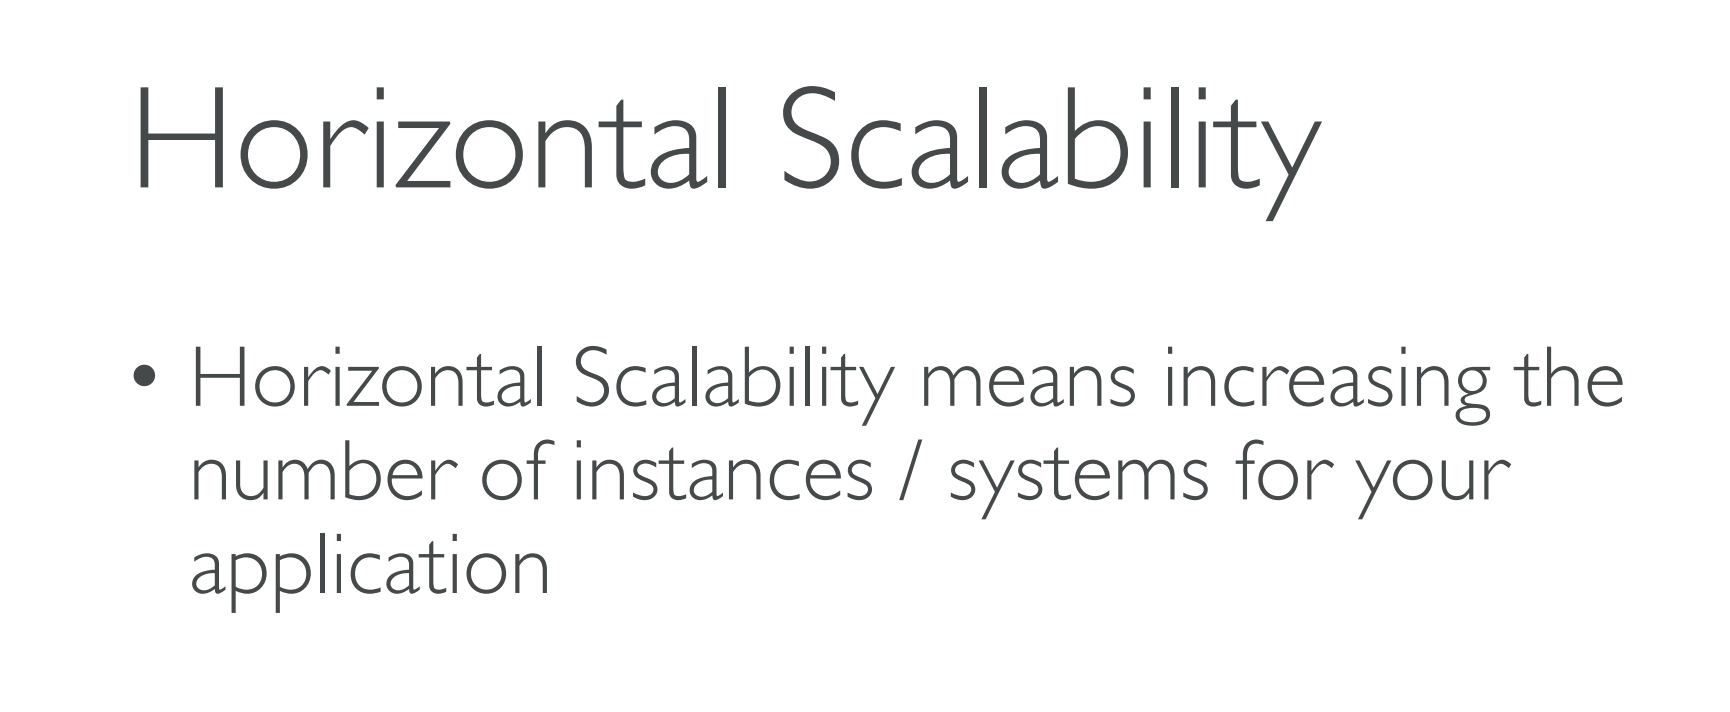 Horizontal Scalability
• Horizontal Scalability means increasing the
number of instances / systems for your
application